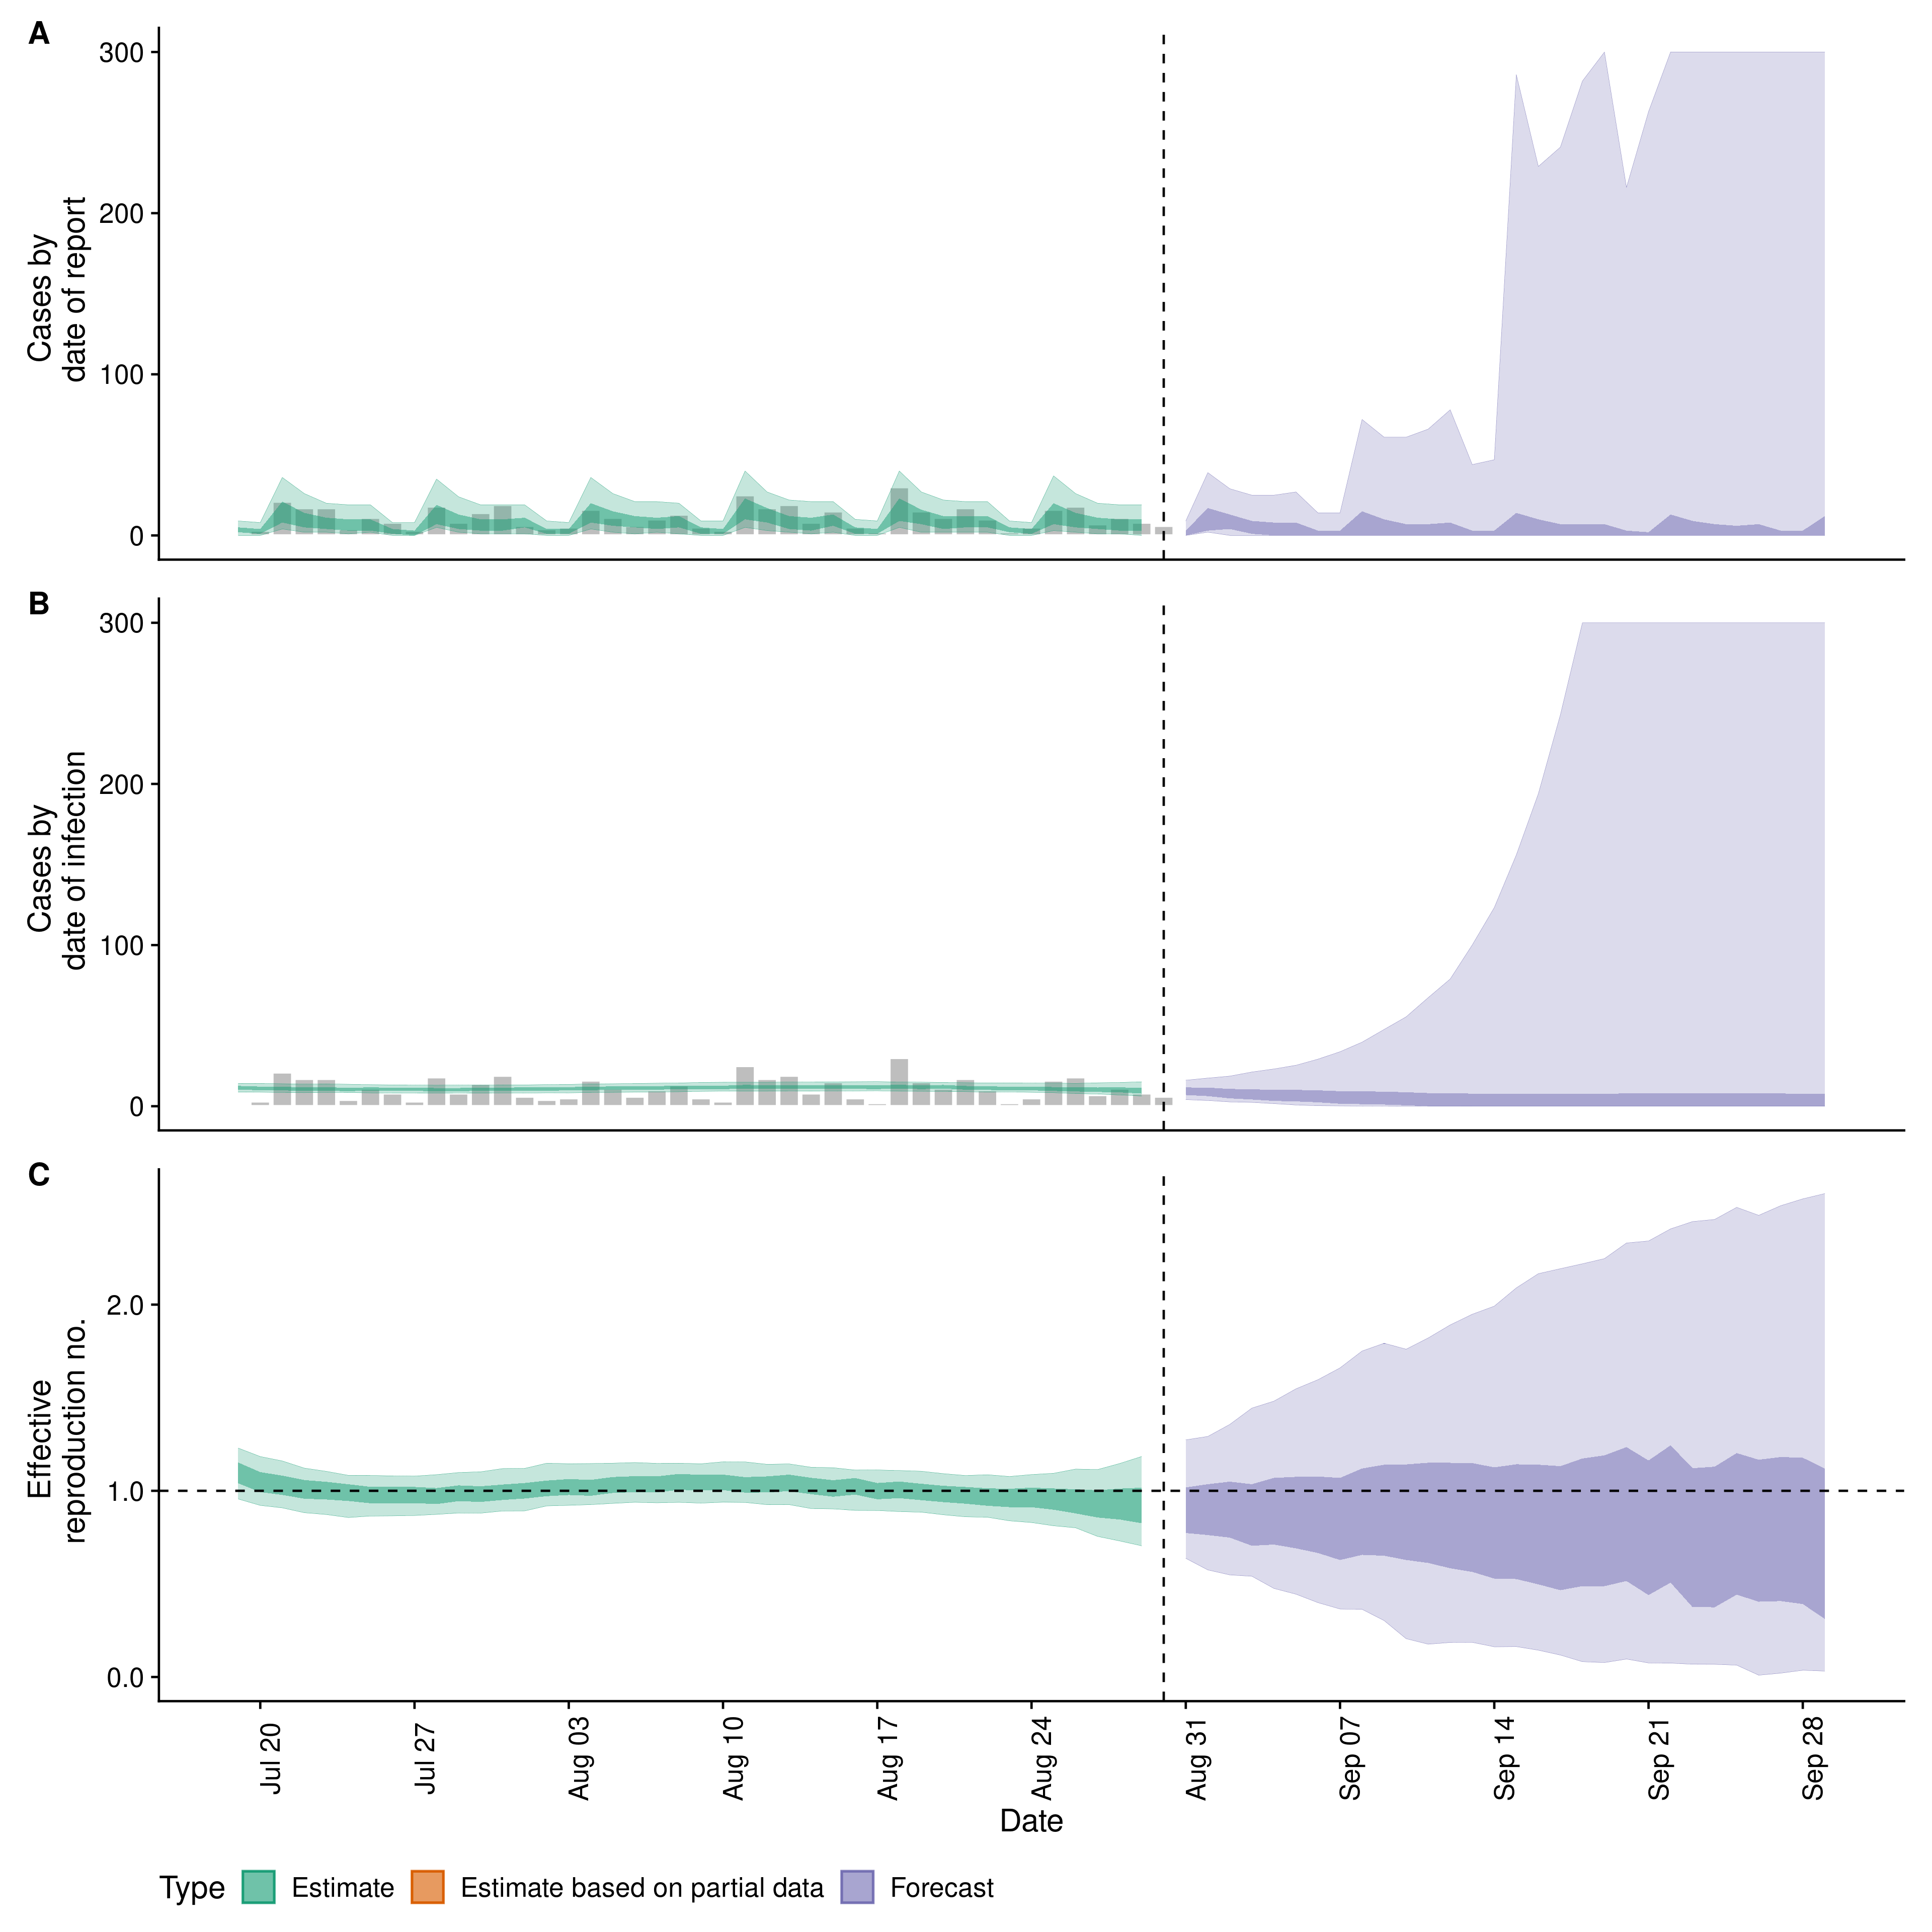 A
300
200
100
0
Cases by
date of report
B
300
200
100
0
Cases by
date of infection
C
2.0
1.0
0.0
Effective
reproduction no.
Jul 20
Jul 27
Aug 03
Aug 10
Aug 17
Aug 24
Aug 31
Sep 07
Sep 14
Sep 21
Sep 28
Date
Type Estimate Estimate based on partial data Forecast